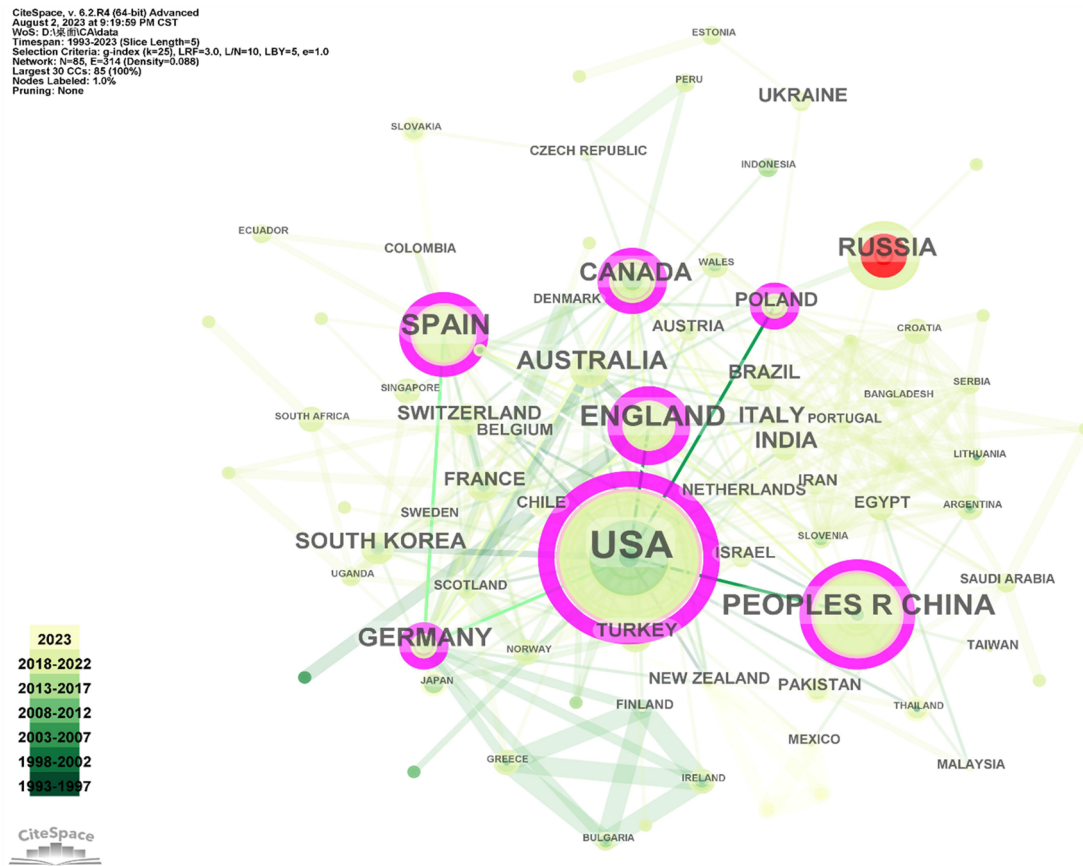 CiteSpace, v. 6.2.R4 (64-bit) Advanced
August 2, 2023 at 9:19:59 PM CST
WoS: D:\桌面\CA\data
Timespan: 1993-2023 (Slice Length=5)
Selection Criteria: g-index (k=25), LRF=3.0, L/N=10, LBY=5, e=1.0
Network: N=85, E=314 (Density=0.088)
Largest 30 CCs: 85 (100%)
Nodes Labeled: 1.0%
Pruning: None
ESTONIA
PERU
UKRAINE
SLOVAKIA
CZECH REPUBLIC
INDONESIA
ECUADOR
COLOMBIA
RUSSIA
CANADA
WALES
DENMARK
POLAND
SPAIN
AUSTRIA
CROATIA
AUSTRALIA
BRAZIL
SINGAPORE
BANGLADESH
SERBIA
SOUTH AFRICA
SWITZERLAND
ENGLAND
ITALY
PORTUGAL
BELGIUM
INDIA
LITHUANIA
FRANCE
NETHERLANDS
IRAN
CHILE
EGYPT
ARGENTINA
SWEDEN
SOUTH KOREA
USA
ISRAEL
SLOVENIA
UGANDA
SCOTLAND
SAUDI ARABIA
PEOPLES R CHINA
GERMANY
TURKEY
NORWAY
TAIWAN
JAPAN
NEW ZEALAND
PAKISTAN
FINLAND
THAILAND
MEXICO
GREECE
IRELAND
MALAYSIA
BULGARIA
2023
2018-2022
2013-2017
2008-2012
2003-2007
1998-2002
1993-1997
CiteSpace